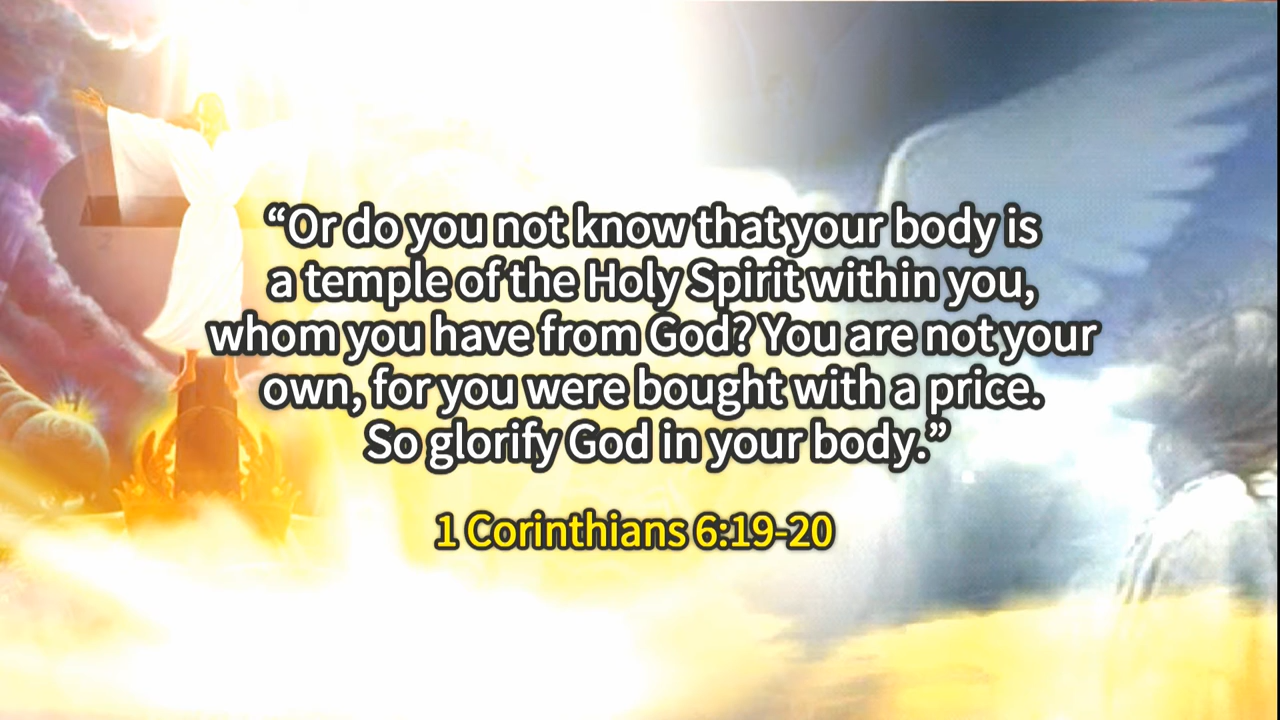 “Or do you not know that your body is
a temple of the Holy Spirit within you,
whom you have from God? You are not your
own, for you were bought with a price.
So glorify God in your body.”
1 Corinthians 6:19-20